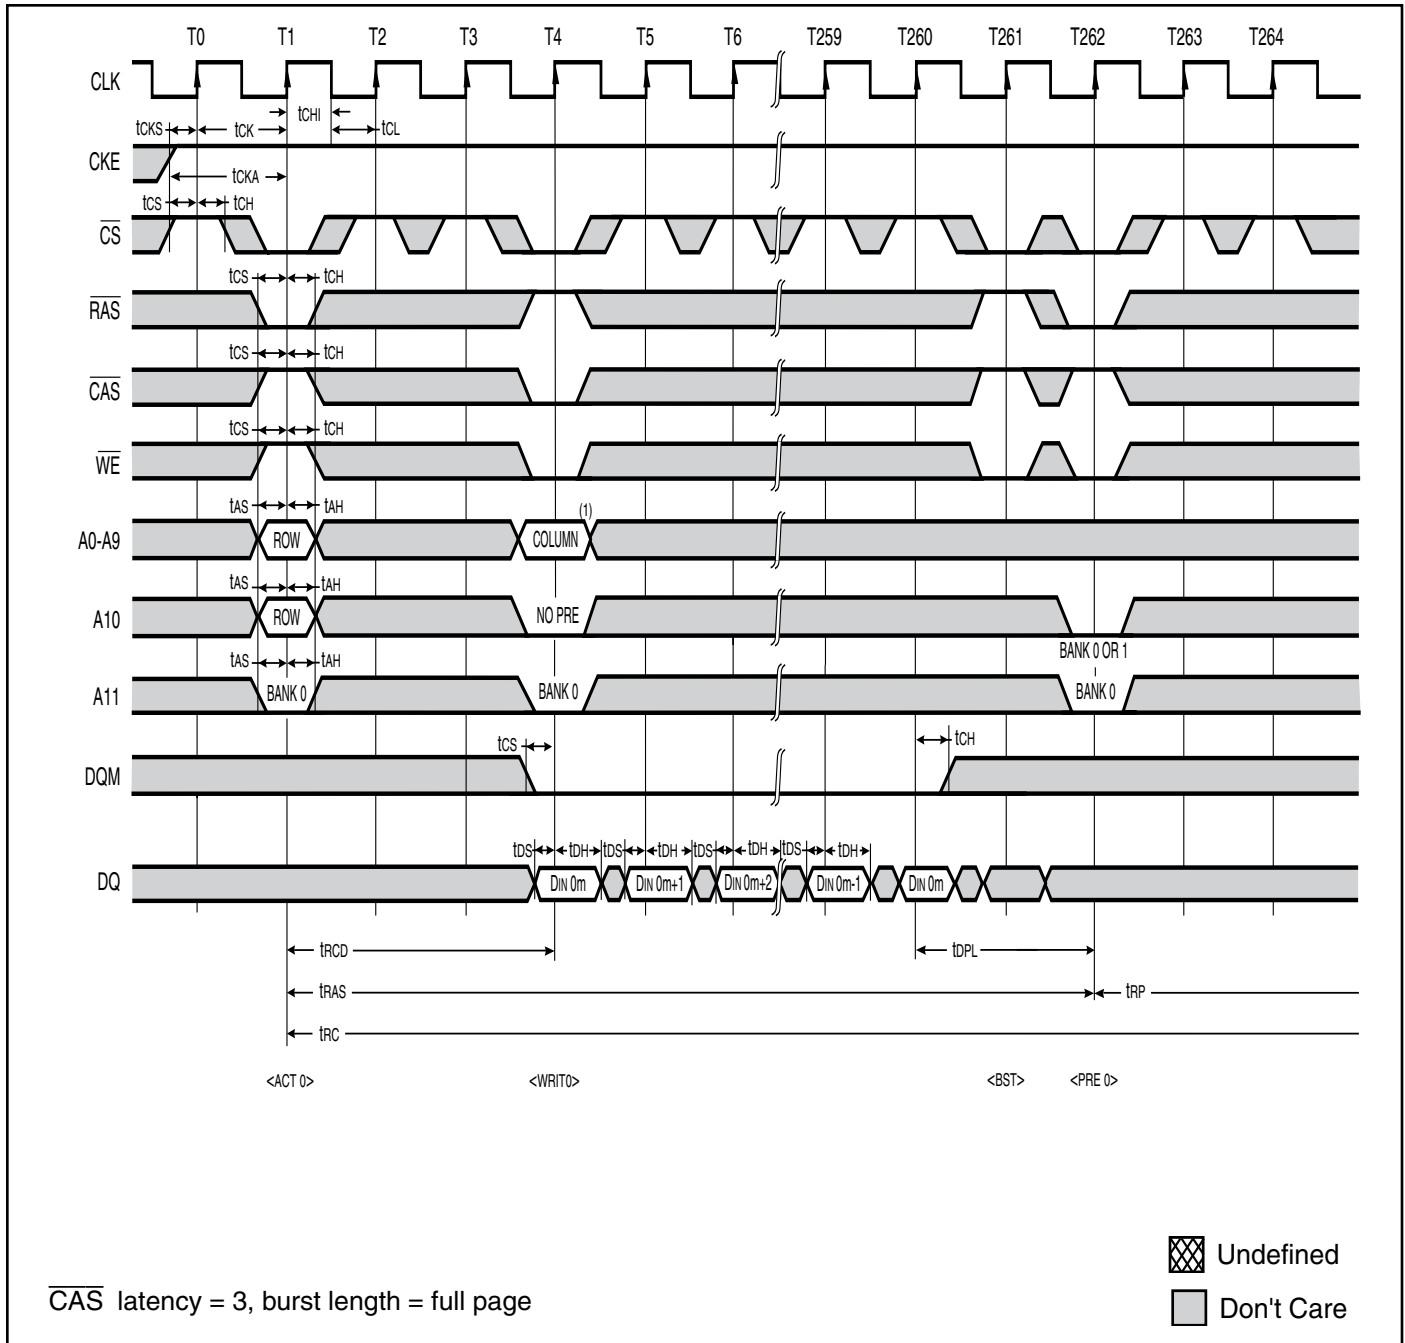 T0 T1 T2 T3 T4 T5 T6 T259 T260 T261 T262 T263 T264
CLK
tCHI
tCKS tCK tCL
CKE
tCKA
tCS tCH
CS
tCS tCH
RAS
tCS tCH
CAS
tCS tCH
WE
tAS tAH (1)
A0-A9 ROW COLUMN
tAS tAH
A10 ROW NO PRE
BANK 0 OR 1
tAS tAH
A11 BANK 0 BANK 0 BANK 0
tCS tCH
DQM
tDS tDH tDS tDH tDS tDH tDS tDH
DQ DIN 0m DIN 0m+1 DIN 0m+2 DIN 0m-1 DIN 0m
tRCD tDPL
tRAS tRP
tRC
<ACT 0> <WRIT0> <BST> <PRE 0>
Undefined
CAS latency = 3, burst length = full page
Don't Care